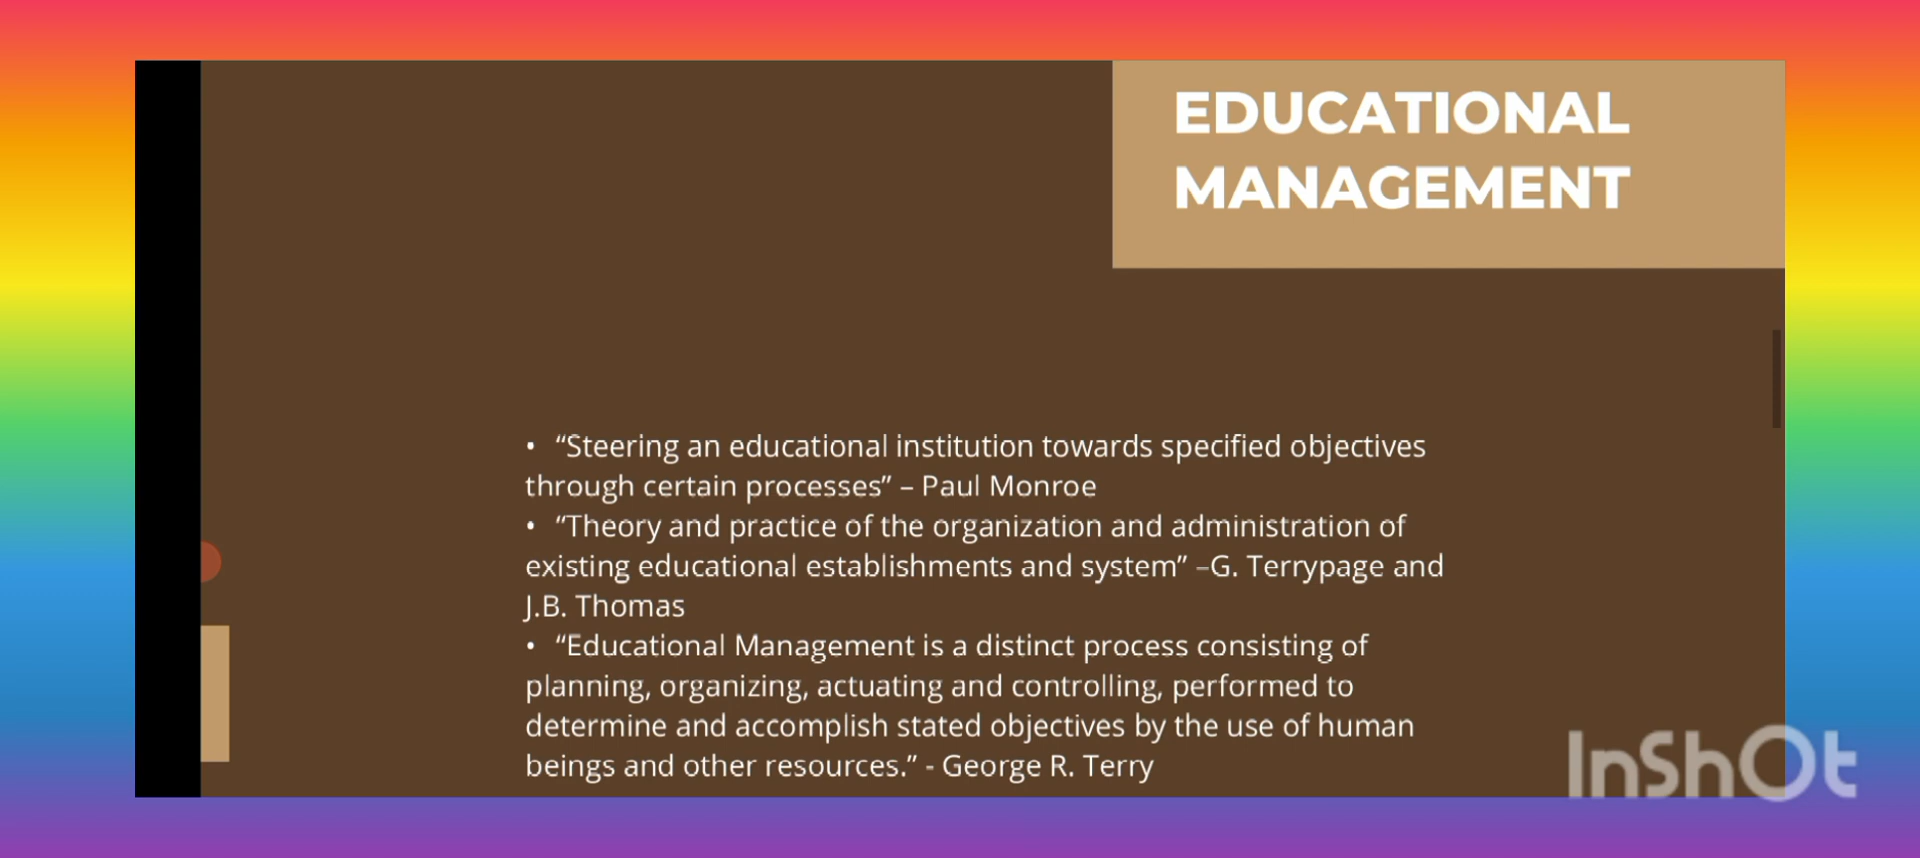 EDUCATIONAL
MANAGEMENT
• “Steering an educational institution towards specified objectives
through certain processes” – Paul Monroe
• “Theory and practice of the organization and administration of
existing educational establishments and system” –G. Terrypage and
J.B. Thomas
• “Educational Management is a distinct process consisting of
planning, organizing, actuating and controlling, performed to
determine and accomplish stated objectives by the use of human
beings and other resources.” - George R. Terry
InShOt